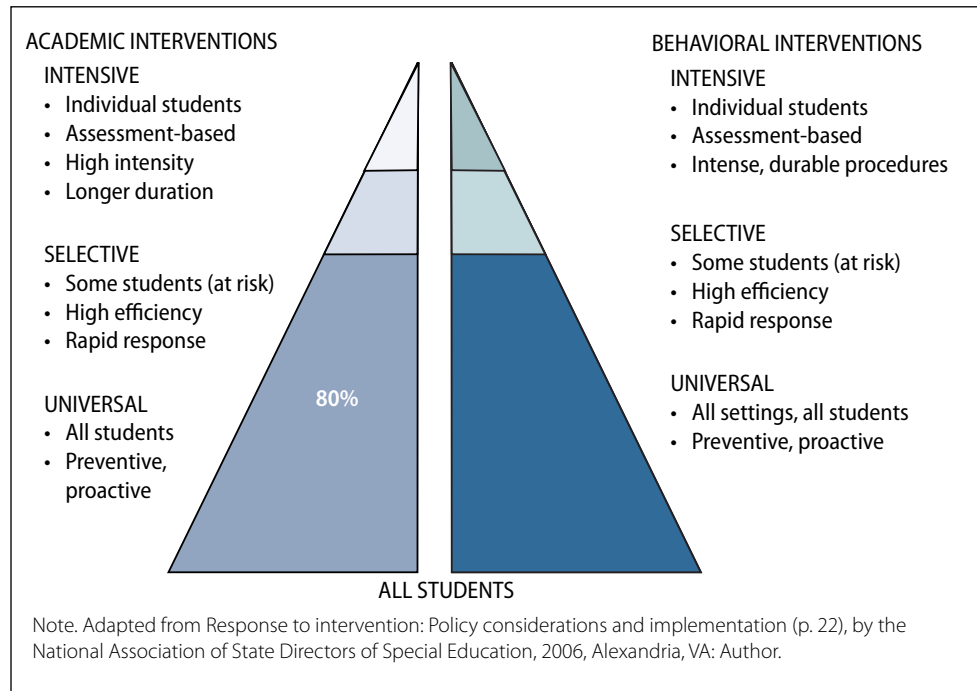 ACADEMIC INTERVENTIONS
INTENSIVE
• Individual students
• Assessment-based
• High intensity
• Longer duration
SELECTIVE
• Some students (at risk)
• High efficiency
• Rapid response
UNIVERSAL
• All students
• Preventive,
proactive
80%
BEHAVIORAL INTERVENTIONS
INTENSIVE
• Individual students
• Assessment-based
• Intense, durable procedures
SELECTIVE
• Some students (at risk)
• High efficiency
• Rapid response
UNIVERSAL
• All settings, all students
• Preventive, proactive
ALL STUDENTS
Note. Adapted from Response to intervention: Policy considerations and implementation (p. 22), by the
National Association of State Directors of Special Education, 2006, Alexandria, VA: Author.